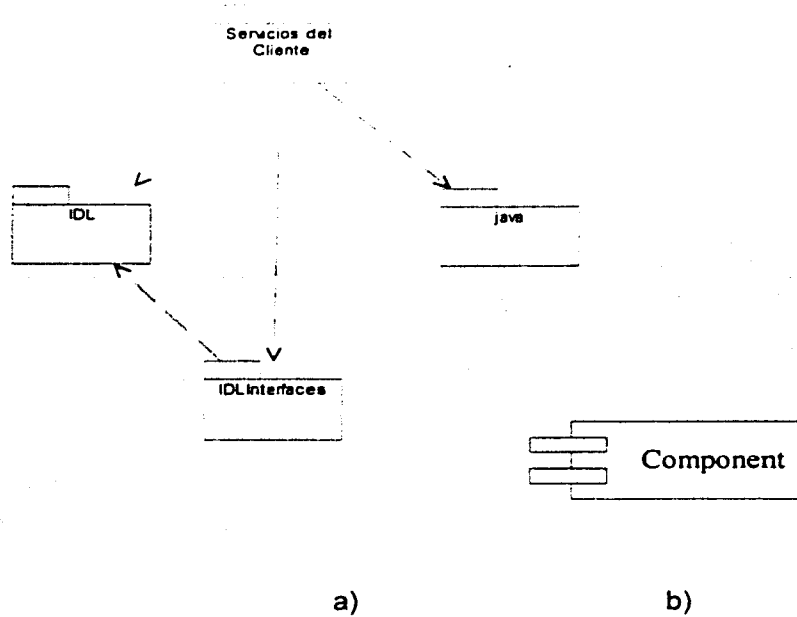 Servicios del
Cliente
IDL
java
IDLInterfaces
Component
a)
b)